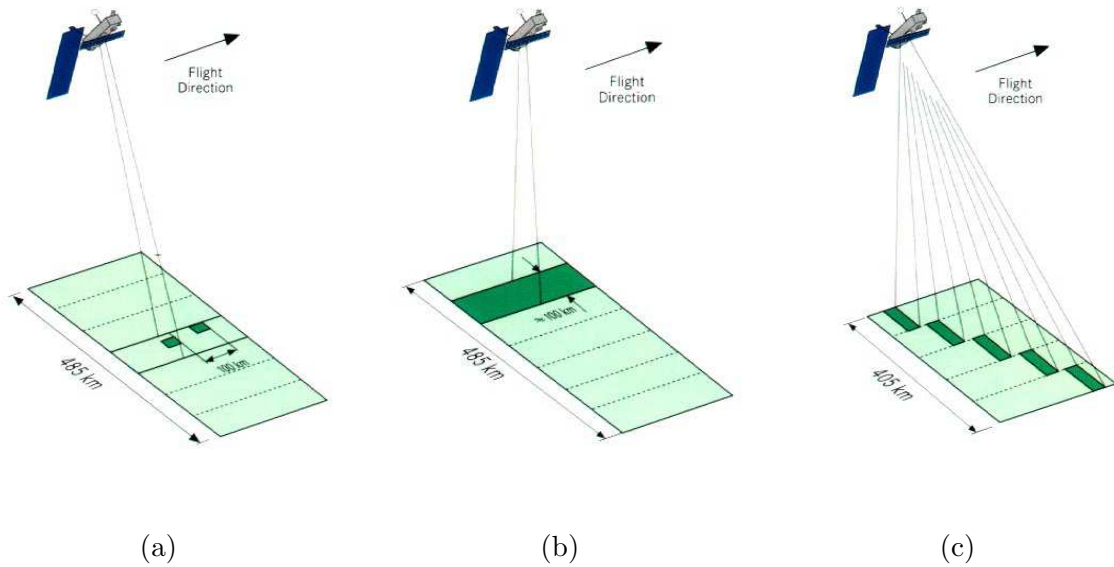 Flight
Direction
485 km
100 km
(a)
Flight
Direction
485 km
≈ 100 km
(b)
Flight
Direction
405 km
(c)